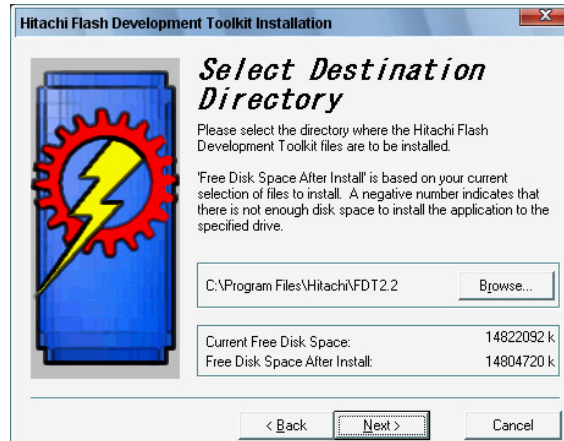 Hitachi Flash Development Toolkit Installation
Select Destination
Directory
Please select the directory where the Hitachi Flash
Development Toolkit files are to be installed.
'Free Disk Space After Install' is based on your current
selection of files to install. A negative number indicates that
there is not enough disk space to install the application to the
specified drive.
C:\Program Files\Hitachi\FDT2.2
Browse...
Current Free Disk Space: 14822092 k
Free Disk Space After Install: 14804720 k
< Back
Next >
Cancel